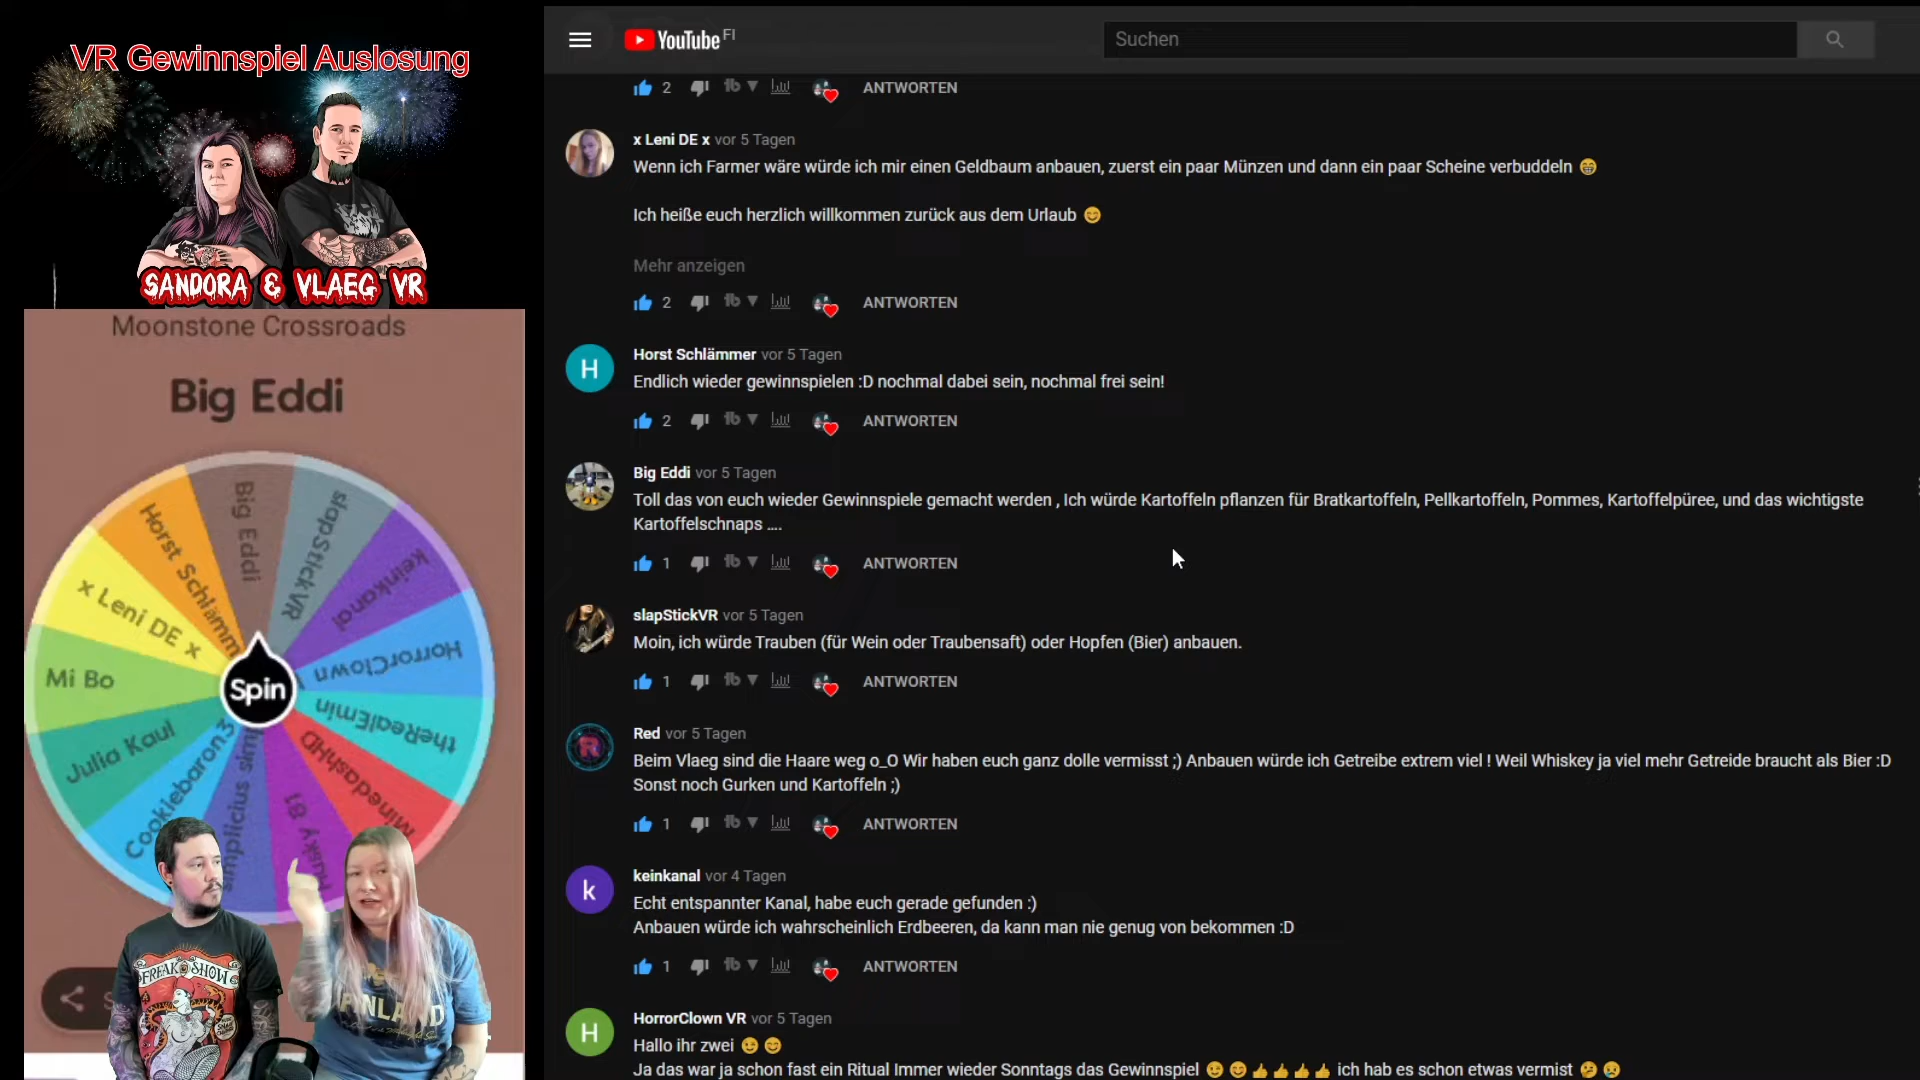 VR Gewinnspiel Auslosung
SANDORA & VLAEG VR
Moonstone Crossroads
Big Eddi
Big Eddi
slapStickVR
keinkanal
HorrorClown
theRealEmin
MinedashHD
Husky 81
simplicius simp
Cookiebaron3
Julia Kaul
Mi Bo
x Leni DE x
Horst Schlämm
Spin
FREAK SHOW
FINLAND
YouTube FI
Suchen
2 ANTWORTEN
x Leni DE x vor 5 Tagen
Wenn ich Farmer wäre würde ich mir einen Geldbaum anbauen, zuerst ein paar Münzen und dann ein paar Scheine verbuddeln 😁
Ich heiße euch herzlich willkommen zurück aus dem Urlaub 😊
Mehr anzeigen
2 ANTWORTEN
H
Horst Schlämmer vor 5 Tagen
Endlich wieder gewinnspielen :D nochmal dabei sein, nochmal frei sein!
2 ANTWORTEN
Big Eddi vor 5 Tagen
Toll das von euch wieder Gewinnspiele gemacht werden , Ich würde Kartoffeln pflanzen für Bratkartoffeln, Pellkartoffeln, Pommes, Kartoffelpüree, und das wichtigste
Kartoffelschnaps ....
1 ANTWORTEN
slapStickVR vor 5 Tagen
Moin, ich würde Trauben (für Wein oder Traubensaft) oder Hopfen (Bier) anbauen.
1 ANTWORTEN
R
Red vor 5 Tagen
Beim Vlaeg sind die Haare weg o_O Wir haben euch ganz dolle vermisst ;) Anbauen würde ich Getreibe extrem viel ! Weil Whiskey ja viel mehr Getreide braucht als Bier :D
Sonst noch Gurken und Kartoffeln ;)
1 ANTWORTEN
k
keinkanal vor 4 Tagen
Echt entspannter Kanal, habe euch gerade gefunden :)
Anbauen würde ich wahrscheinlich Erdbeeren, da kann man nie genug von bekommen :D
1 ANTWORTEN
H
HorrorClown VR vor 5 Tagen
Hallo ihr zwei 😉 😊
Ja das war ja schon fast ein Ritual Immer wieder Sonntags das Gewinnspiel 😉 😊 👍 👍 👍 👍 ich hab es schon etwas vermist 🤔 😢